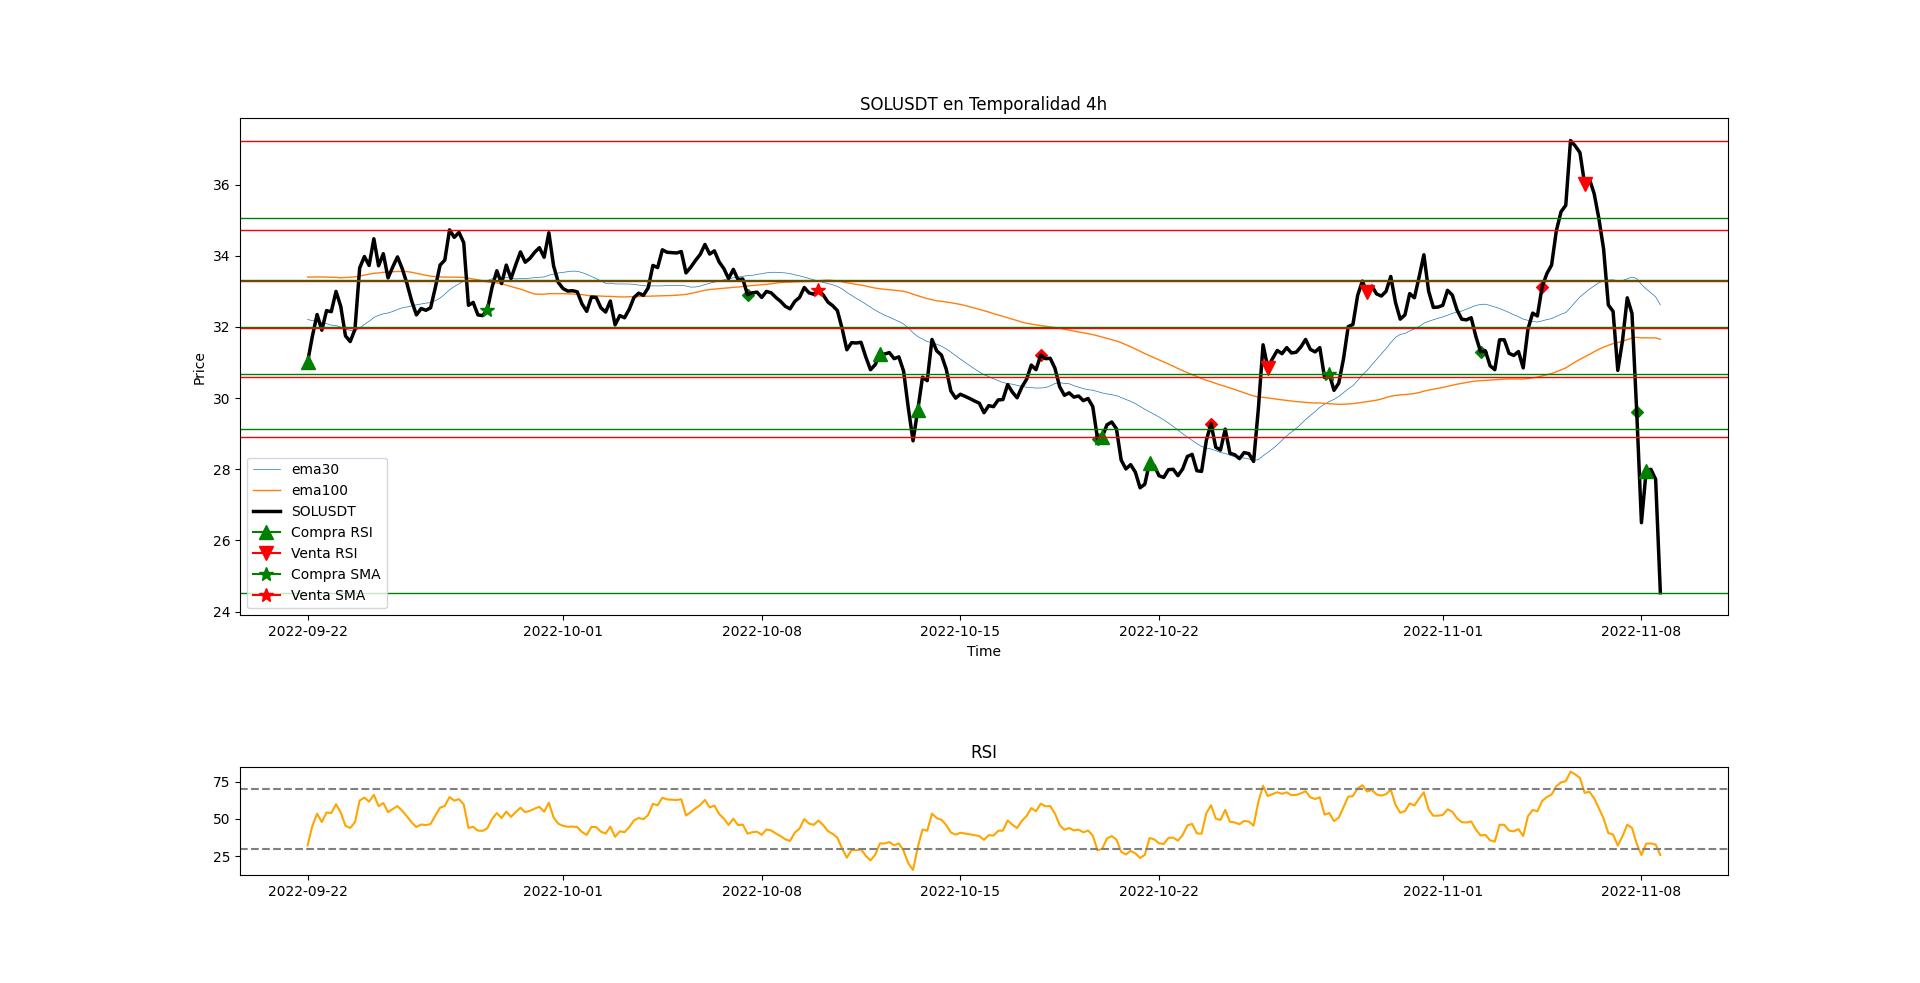 SOLUSDT en Temporalidad 4h
Price
36
34
32
30
28
26
24
ema30
ema100
SOLUSDT
Compra RSI
Venta RSI
Compra SMA
Venta SMA
2022-09-22 2022-10-01 2022-10-08 2022-10-15 2022-10-22 2022-11-01 2022-11-08
Time
RSI
75
50
25
2022-09-22 2022-10-01 2022-10-08 2022-10-15 2022-10-22 2022-11-01 2022-11-08